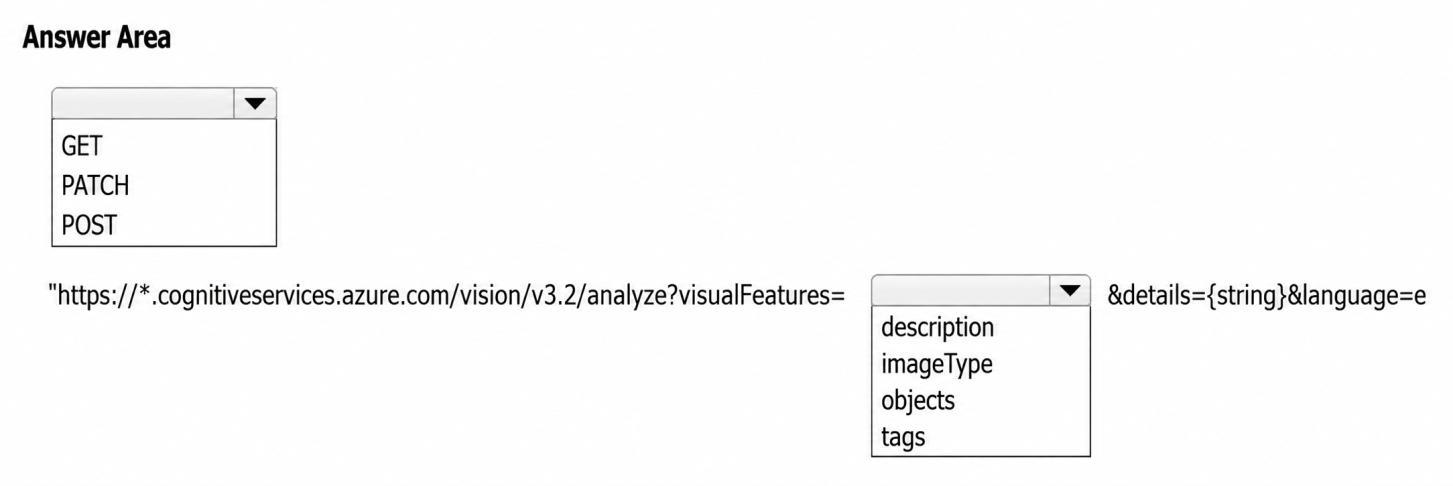 Answer Area
GET
PATCH
POST
"https://*.cognitiveservices.azure.com/vision/v3.2/analyze?visualFeatures= &details={string}&language=e
description
imageType
objects
tags